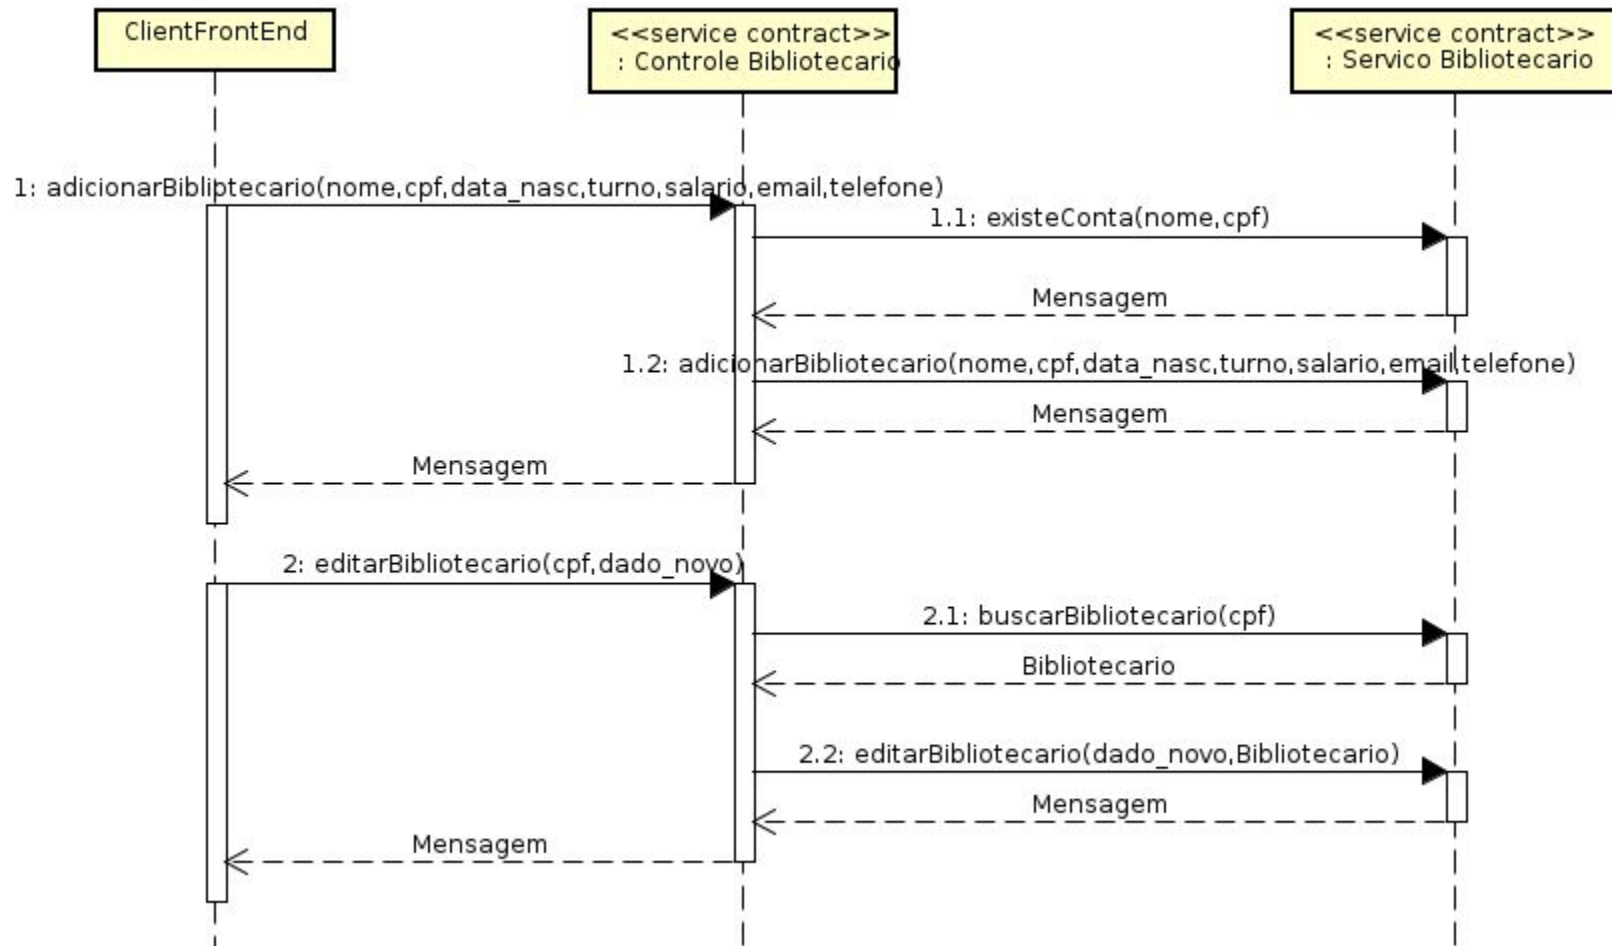 ClientFrontEnd
<<service contract>>
: Controle Bibliotecario
<<service contract>>
: Servico Bibliotecario
1: adicionarBibliotecario(nome,cpf,data_nasc,turno,salario,email,telefone)
1.1: existeConta(nome,cpf)
Mensagem
1.2: adicionarBibliotecario(nome,cpf,data_nasc,turno,salario,email,telefone)
Mensagem
Mensagem
2: editarBibliotecario(cpf,dado_novo)
2.1: buscarBibliotecario(cpf)
Bibliotecario
2.2: editarBibliotecario(dado_novo,Bibliotecario)
Mensagem
Mensagem